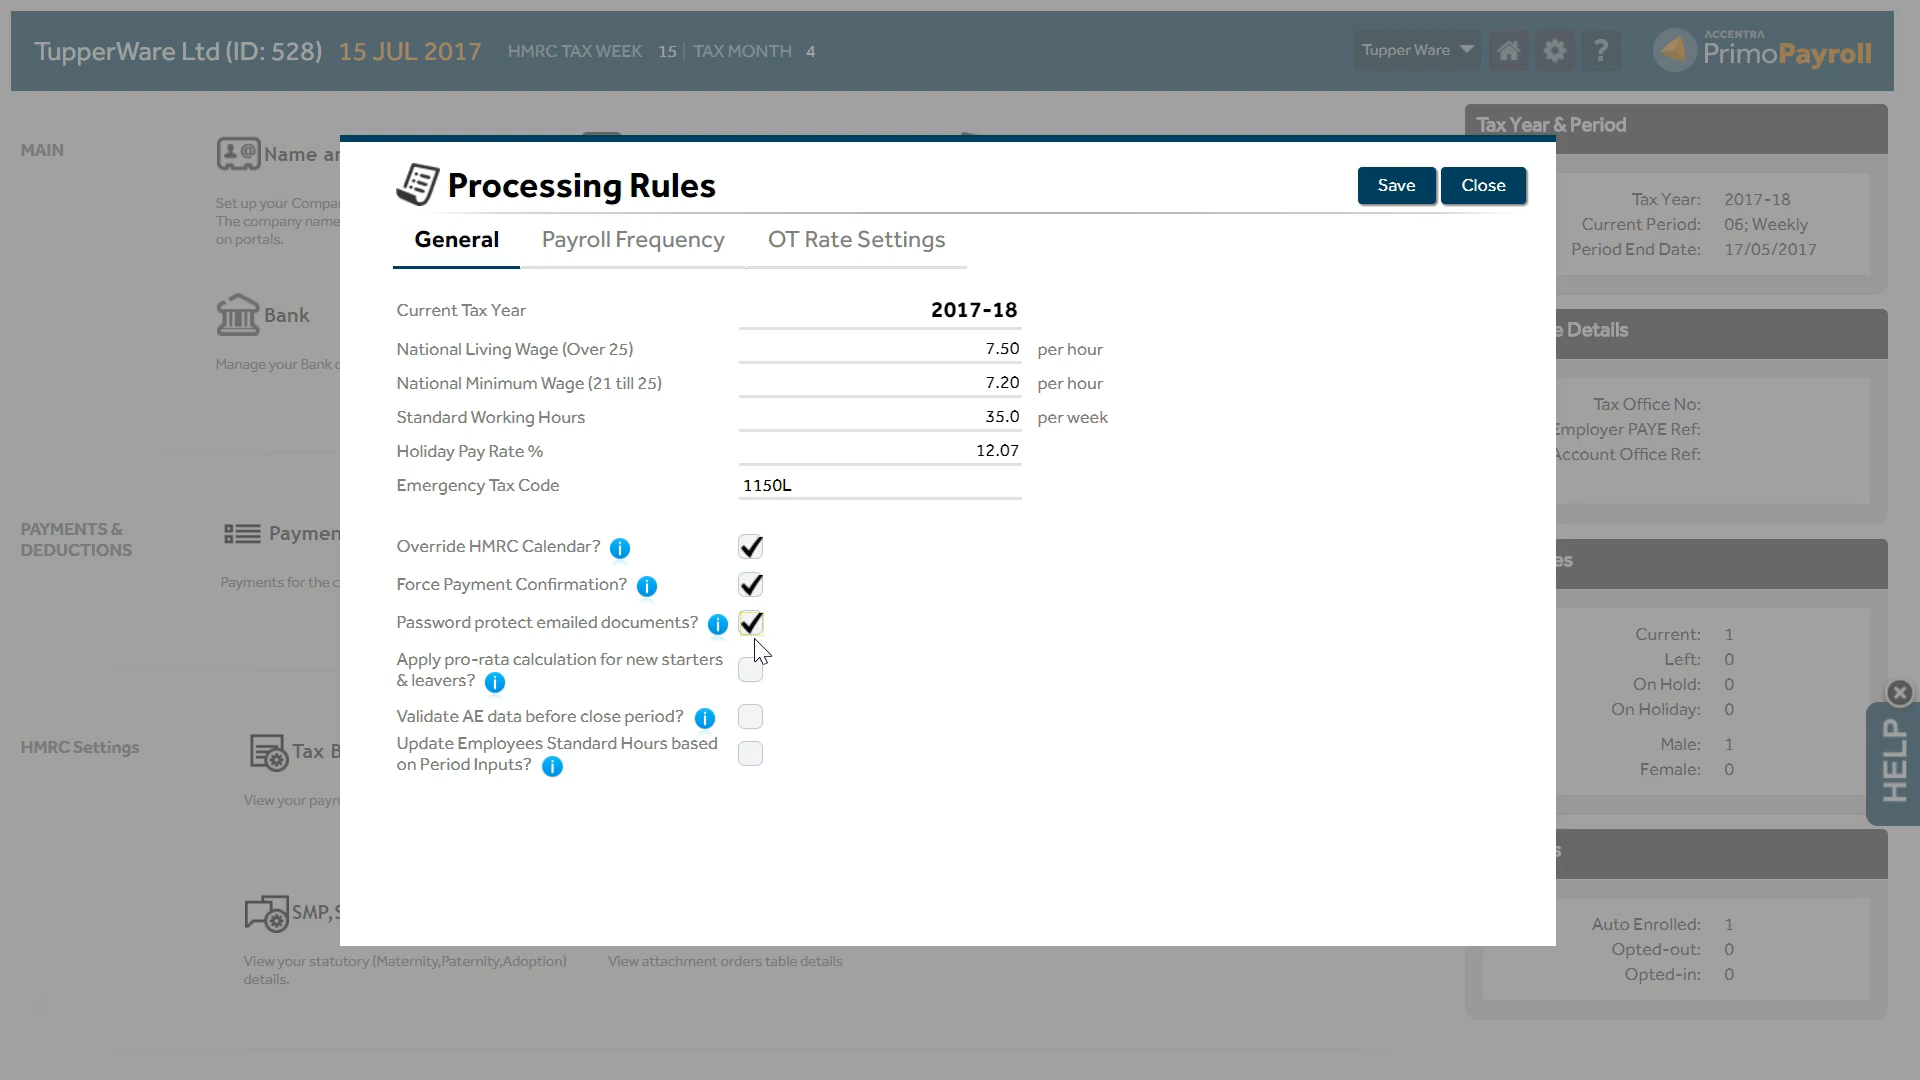 TupperWare Ltd (ID: 528) 15 JUL 2017 HMRC TAX WEEK 15 | TAX MONTH 4
Tupper Ware
?
ACCENTRA
PrimoPayroll
MAIN
Name ar
Set up your Compa
The company name
on portals.
Bank
Manage your Bank c
PAYMENTS &
DEDUCTIONS
Paymen
Payments for the c
HMRC Settings
Tax B
View your payr
SMP,S
View your statutory (Maternity,Paternity,Adoption)
details.
View attachment orders table details
Processing Rules
Save
Close
General
Payroll Frequency
OT Rate Settings
Current Tax Year 2017-18
National Living Wage (Over 25) 7.50 per hour
National Minimum Wage (21 till 25) 7.20 per hour
Standard Working Hours 35.0 per week
Holiday Pay Rate % 12.07
Emergency Tax Code 1150L
Override HMRC Calendar? i
Force Payment Confirmation? i
Password protect emailed documents? i
Apply pro-rata calculation for new starters
& leavers? i
Validate AE data before close period? i
Update Employees Standard Hours based
on Period Inputs? i
Tax Year & Period
Tax Year: 2017-18
Current Period: 06; Weekly
Period End Date: 17/05/2017
e Details
Tax Office No:
Employer PAYE Ref:
Account Office Ref:
es
Current: 1
Left: 0
On Hold: 0
On Holiday: 0
Male: 1
Female: 0
s
Auto Enrolled: 1
Opted-out: 0
Opted-in: 0
HELP